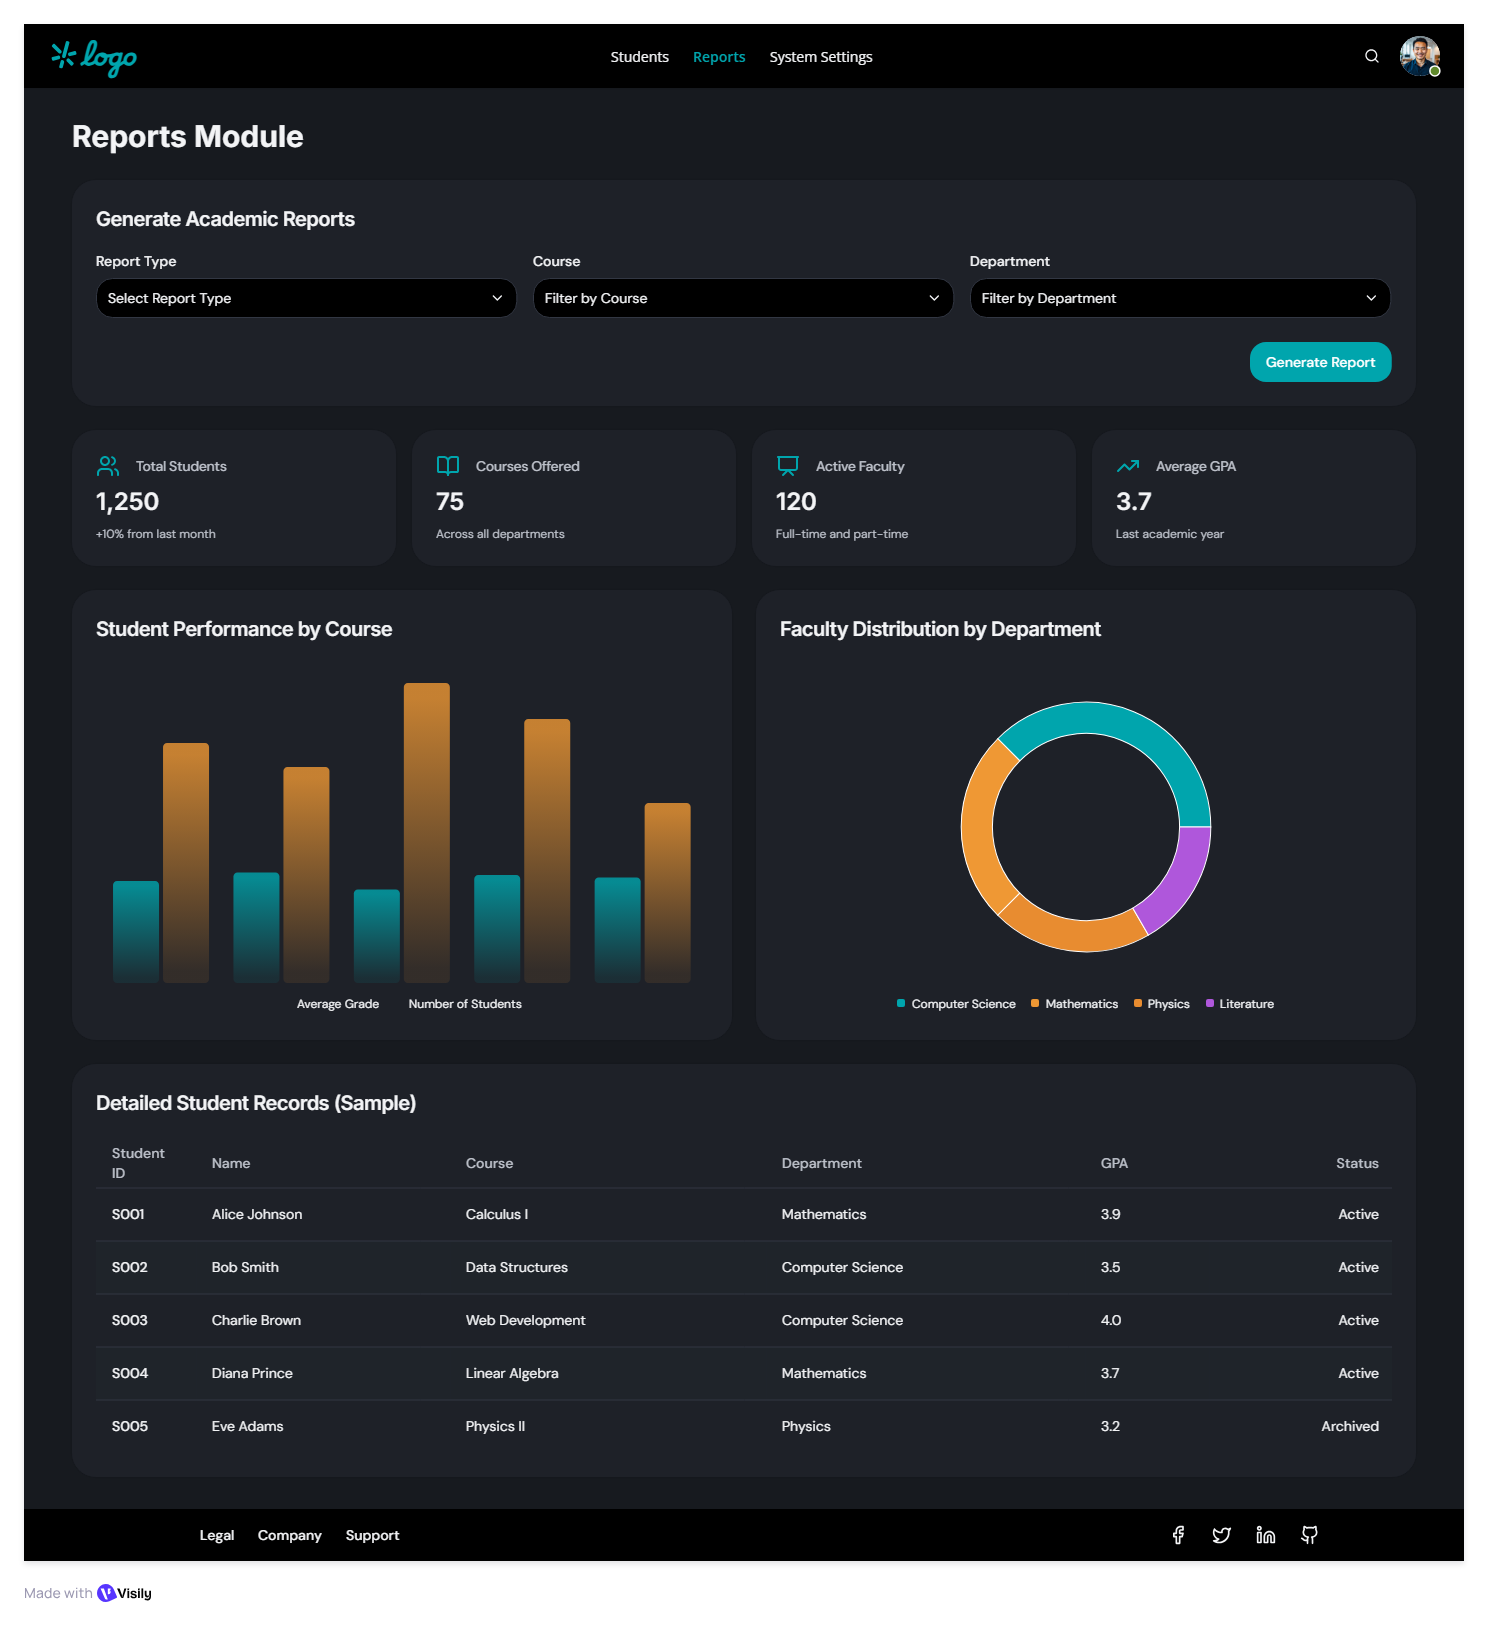 logo
Students Reports System Settings
Reports Module
Generate Academic Reports
Report Type Course Department
Select Report Type Filter by Course Filter by Department
Generate Report
Total Students
1,250
+10% from last month
Courses Offered
75
Across all departments
Active Faculty
120
Full-time and part-time
Average GPA
3.7
Last academic year
Student Performance by Course
Average Grade Number of Students
Faculty Distribution by Department
Computer Science Mathematics Physics Literature
Detailed Student Records (Sample)
Student
ID
Name Course Department GPA Status
S001 Alice Johnson Calculus I Mathematics 3.9 Active
S002 Bob Smith Data Structures Computer Science 3.5 Active
S003 Charlie Brown Web Development Computer Science 4.0 Active
S004 Diana Prince Linear Algebra Mathematics 3.7 Active
S005 Eve Adams Physics II Physics 3.2 Archived
Legal Company Support
Made with Visily